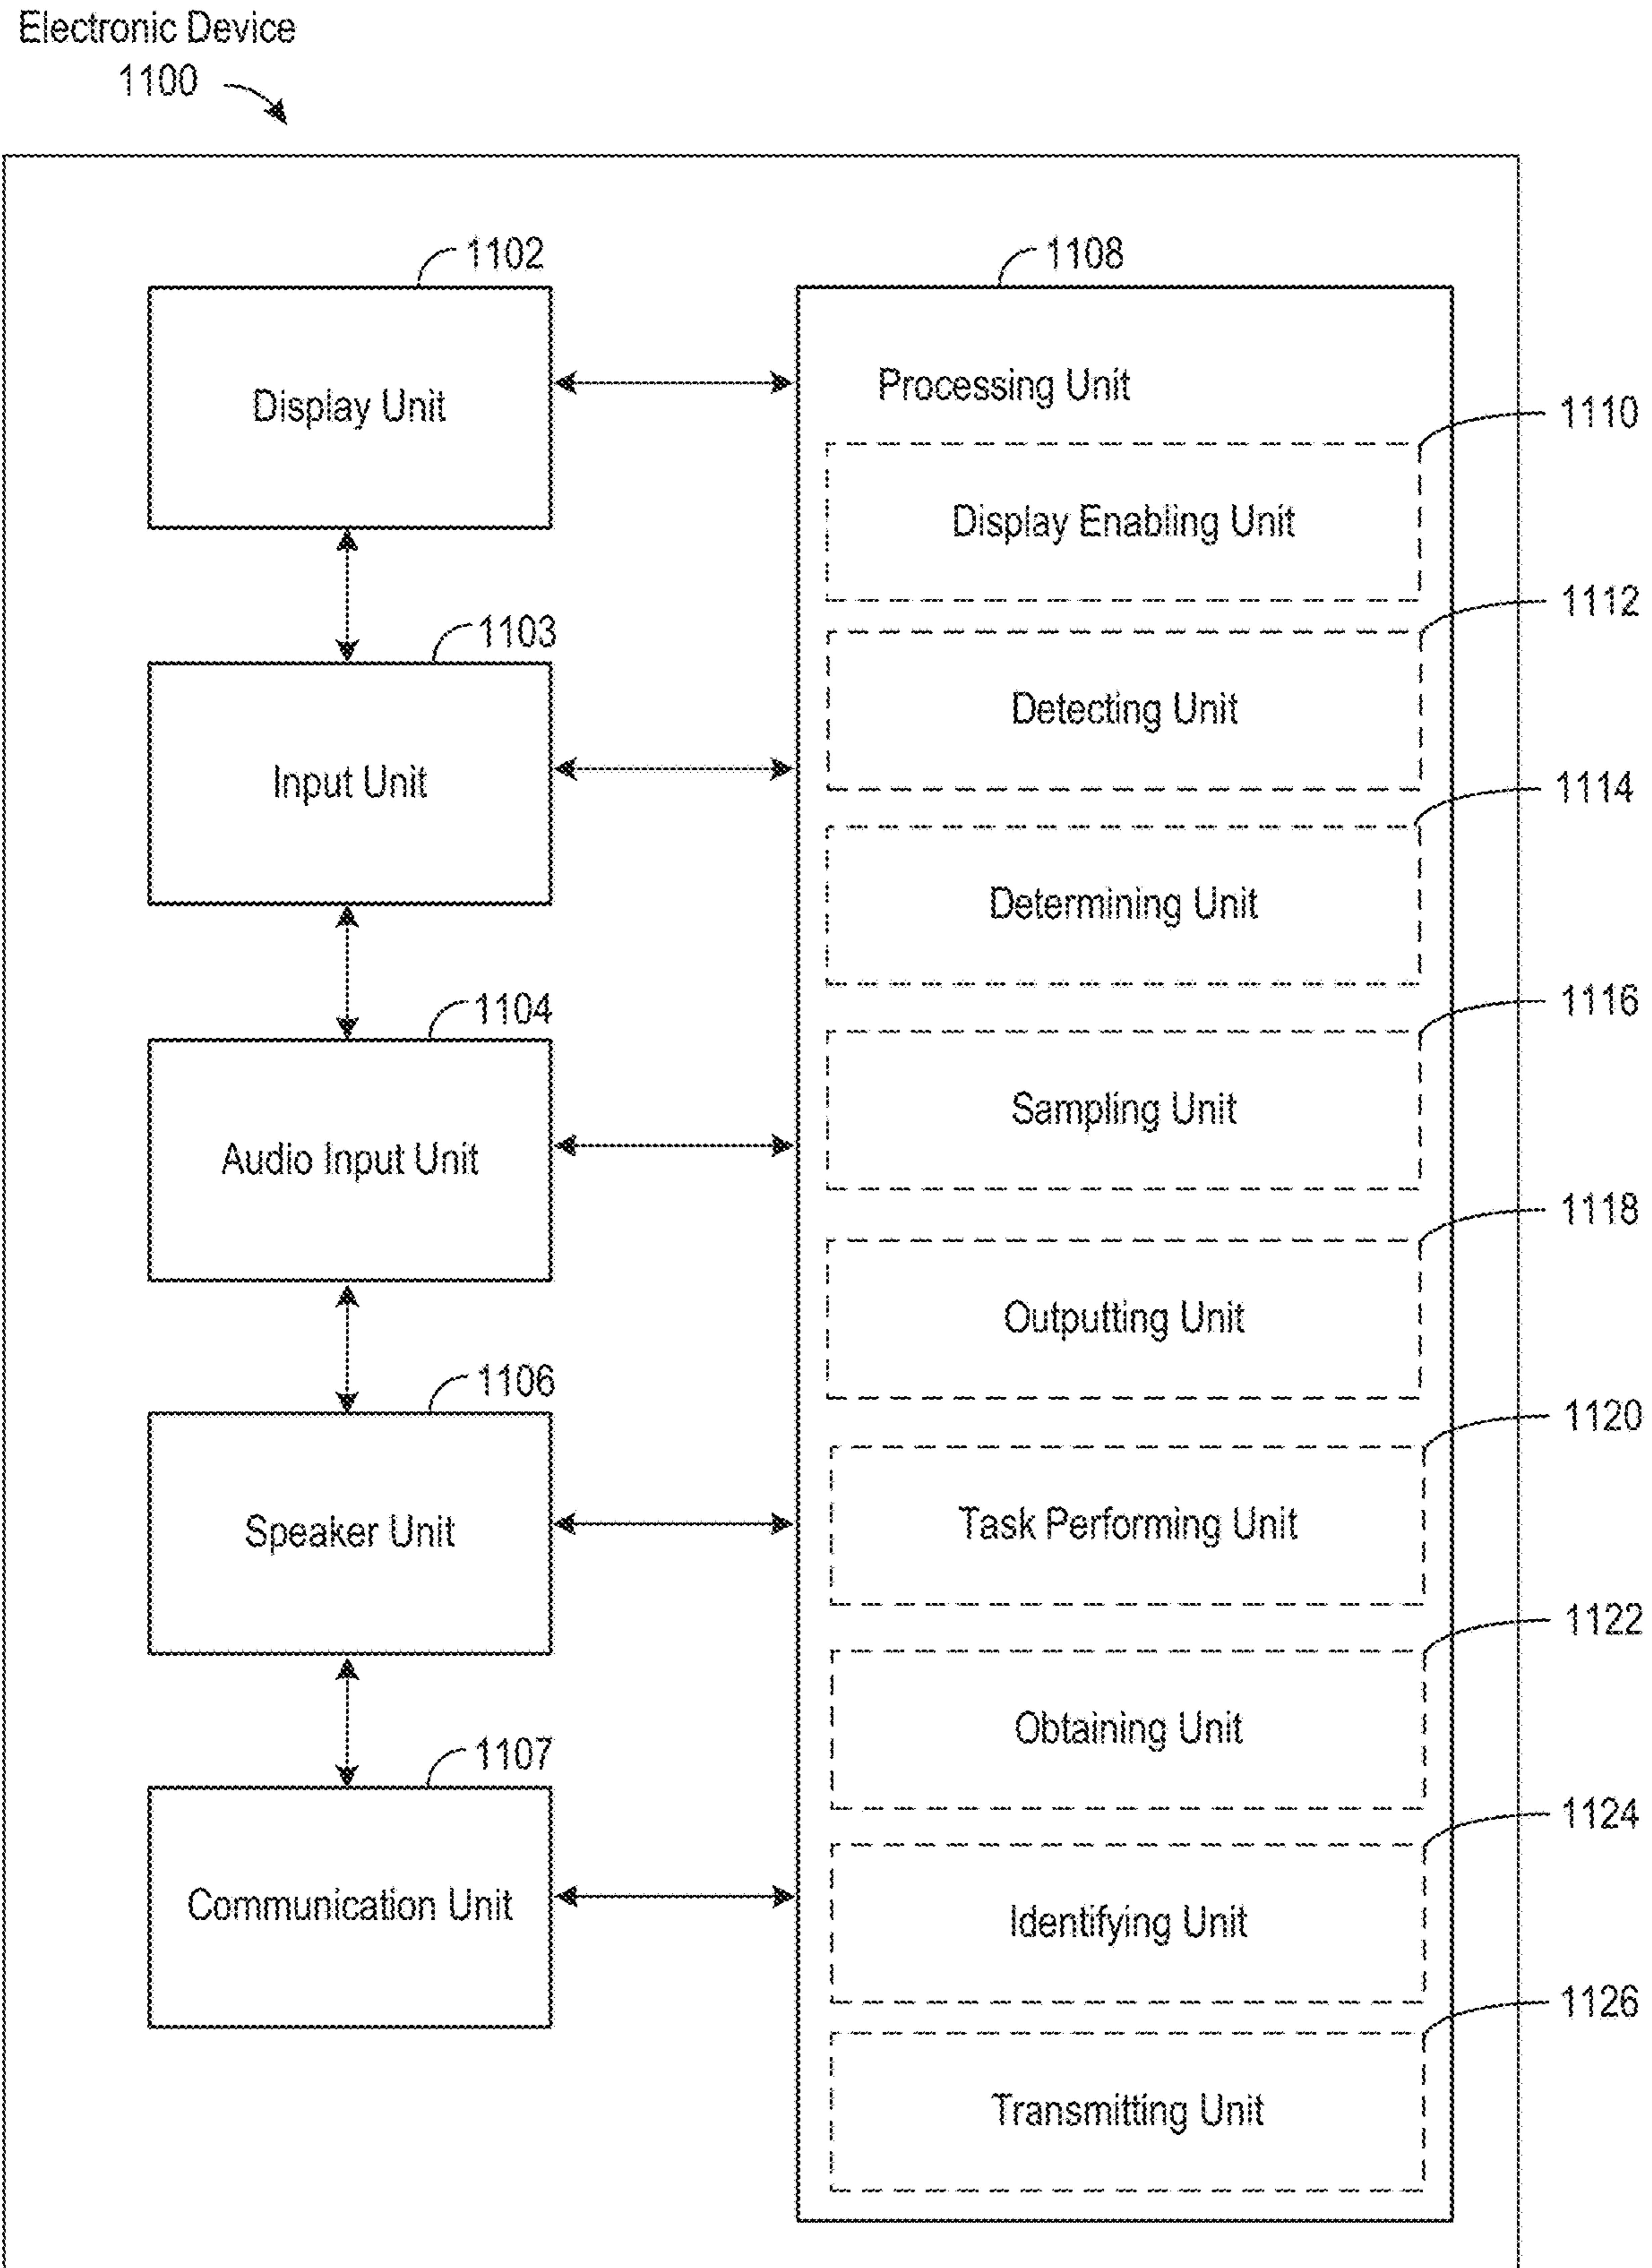 Electronic Device
1100
1102
1108
Display Unit
Processing Unit
1110
Display Enabling Unit
1112
1103
Detecting Unit
Input Unit
1114
Determining Unit
1104
1116
Sampling Unit
Audio Input Unit
1118
Outputting Unit
1106
1120
Speaker Unit
Task Performing Unit
1122
Obtaining Unit
1107
1124
Communication Unit
Identifying Unit
1126
Transmitting Unit